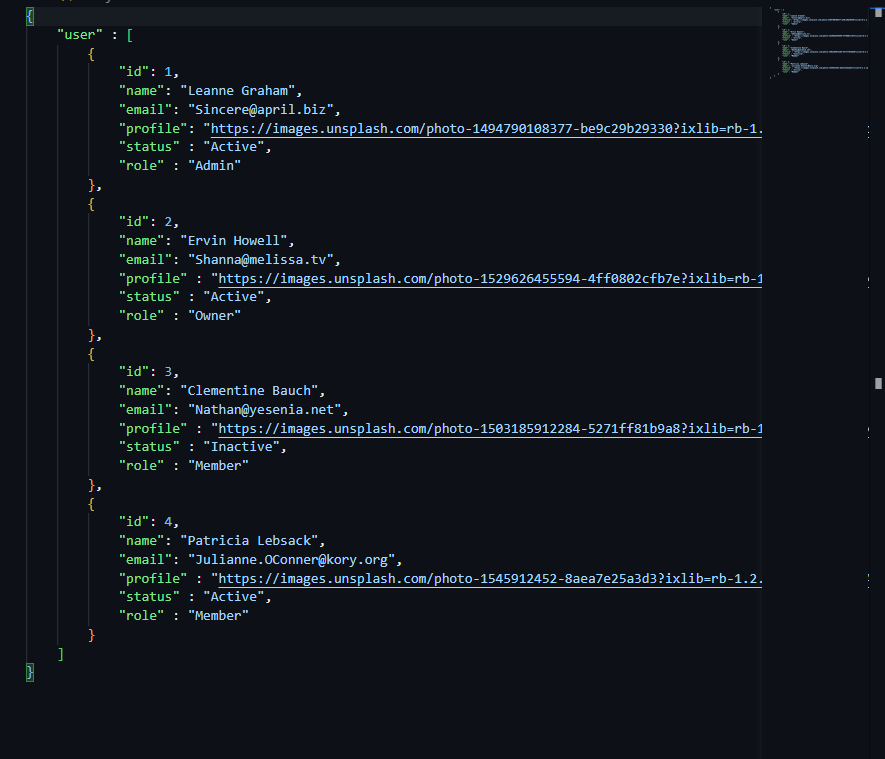 {
"user" : [
{
"id": 1,
"name": "Leanne Graham",
"email": "Sincere@april.biz",
"profile": "https://images.unsplash.com/photo-1494790108377-be9c29b29330?ixlib=rb-1.
"status" : "Active",
"role" : "Admin"
},
{
"id": 2,
"name": "Ervin Howell",
"email": "Shanna@melissa.tv",
"profile" : "https://images.unsplash.com/photo-1529626455594-4ff0802cfb7e?ixlib=rb-1
"status" : "Active",
"role" : "Owner"
},
{
"id": 3,
"name": "Clementine Bauch",
"email": "Nathan@yesenia.net",
"profile" : "https://images.unsplash.com/photo-1503185912284-5271ff81b9a8?ixlib=rb-1
"status" : "Inactive",
"role" : "Member"
},
{
"id": 4,
"name": "Patricia Lebsack",
"email": "Julianne.OConner@kory.org",
"profile" : "https://images.unsplash.com/photo-1545912452-8aea7e25a3d3?ixlib=rb-1.2.
"status" : "Active",
"role" : "Member"
}
]
}